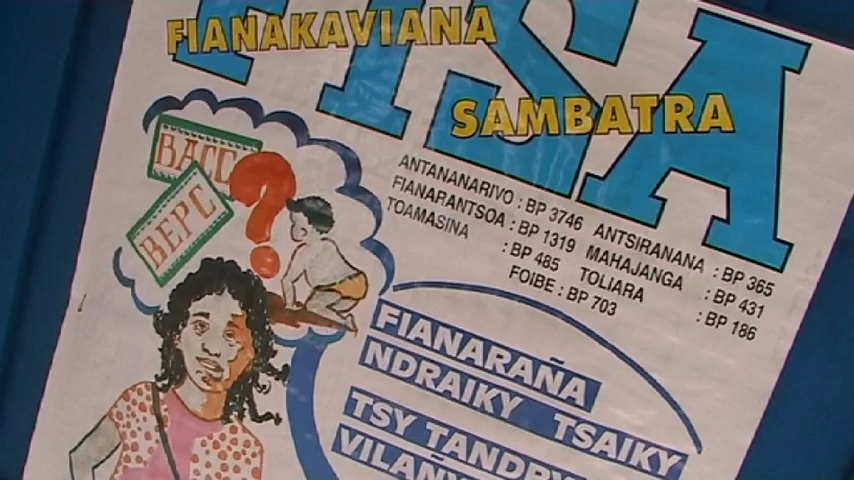 FISA
FIANAKAVIANA
SAMBATRA
BACC
BEPC
?
ANTANANARIVO : BP 3746 ANTSIRANANA : BP 365
FIANARANTSOA : BP 1319 MAHAJANGA : BP 431
TOAMASINA : BP 485 TOLIARA : BP 186
FOIBE : BP 703
FIANARAÑA
NDRAIKY TSAIKY
TSY TANDRY